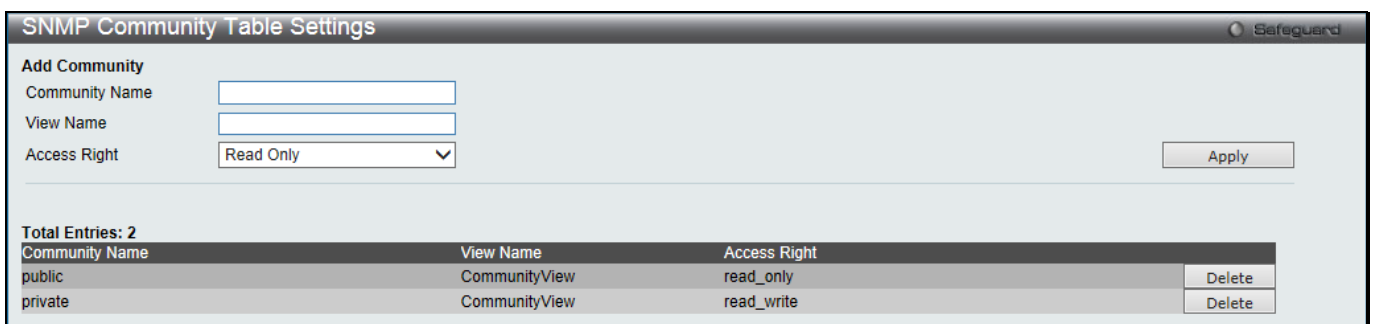 SNMP Community Table Settings Safeguard
Add Community
Community Name
View Name
Access Right Read Only Apply
Total Entries: 2
Community Name View Name Access Right
public CommunityView read_only Delete
private CommunityView read_write Delete